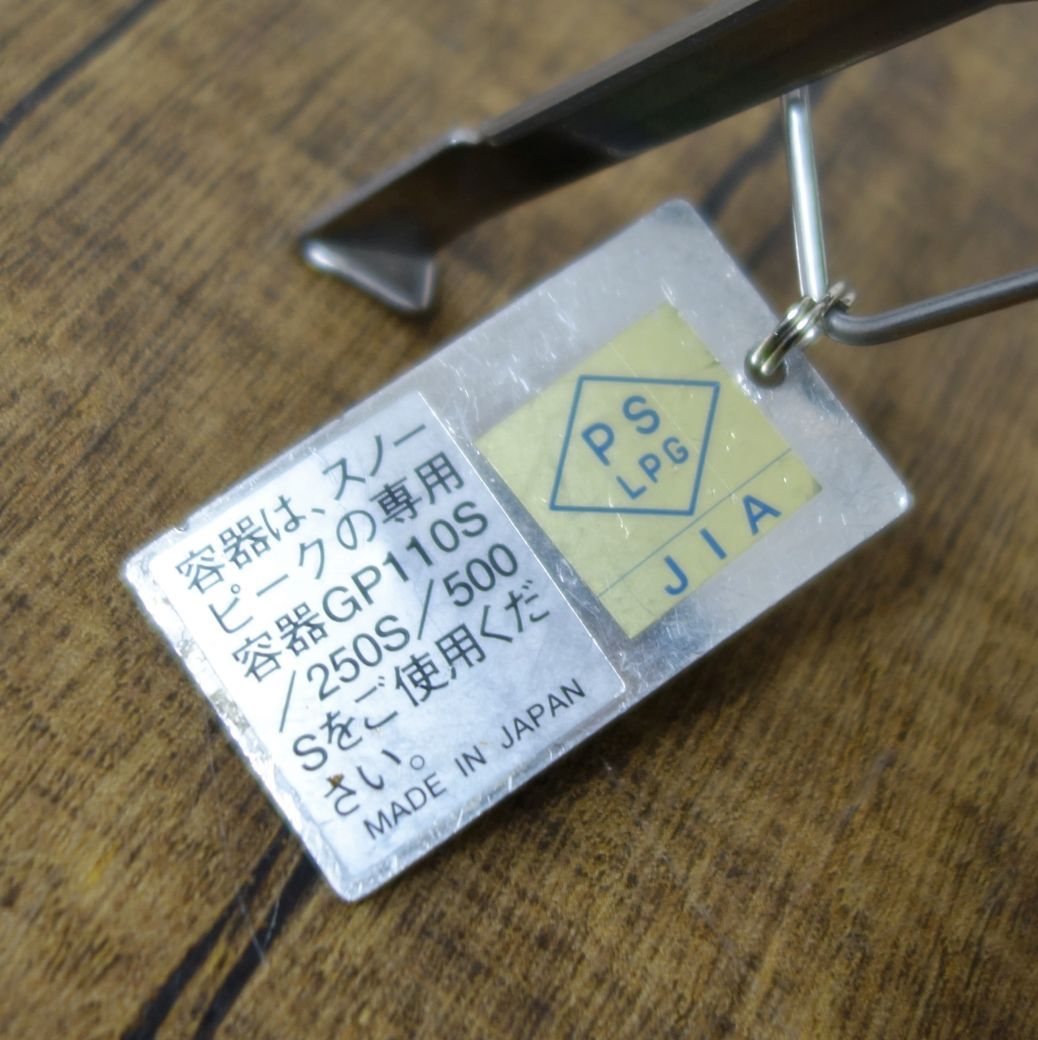 容器は、スノー
ピークの専用
容器GP110S
/250S/500
Sをご使用くだ
さい。
MADE IN JAPAN
PS
LPG
JIA